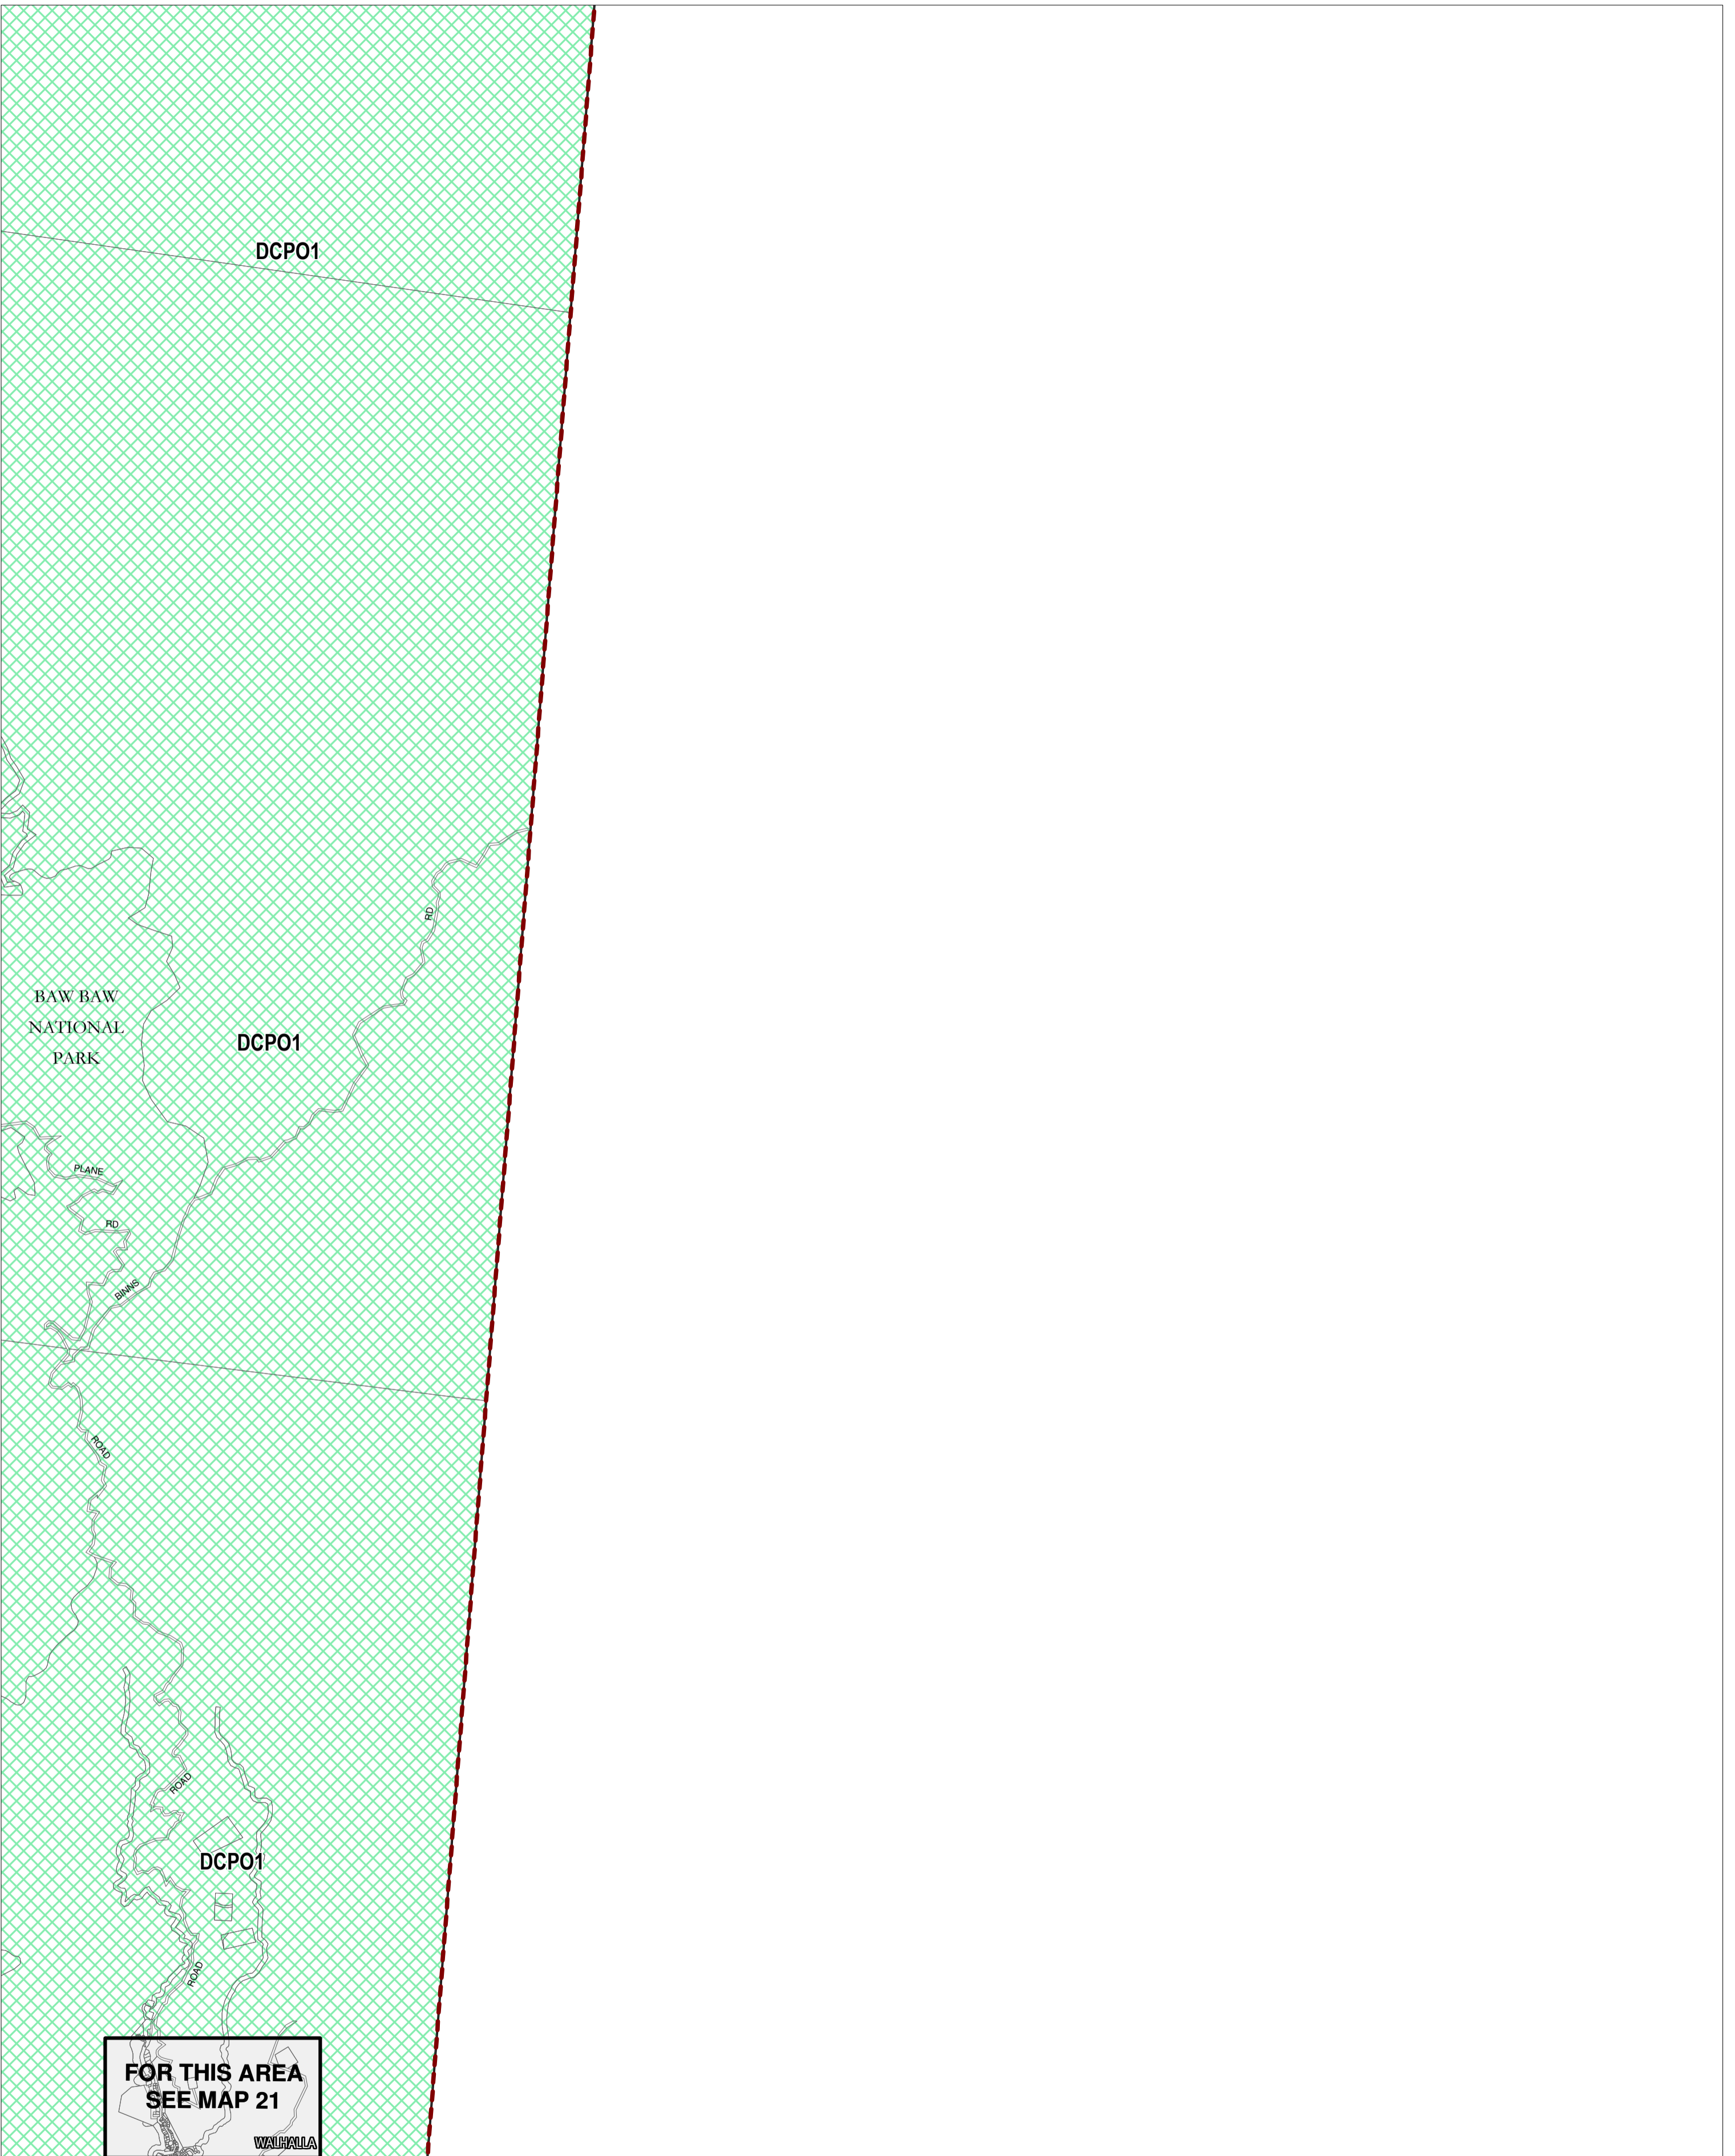 DCPO1
RD
BAW BAW
NATIONAL
PARK
DCPO1
PLANE
RD
BINNS
ROAD
ROAD
DCPO1
ROAD
FOR THIS AREA
SEE MAP 21
WALHALLA